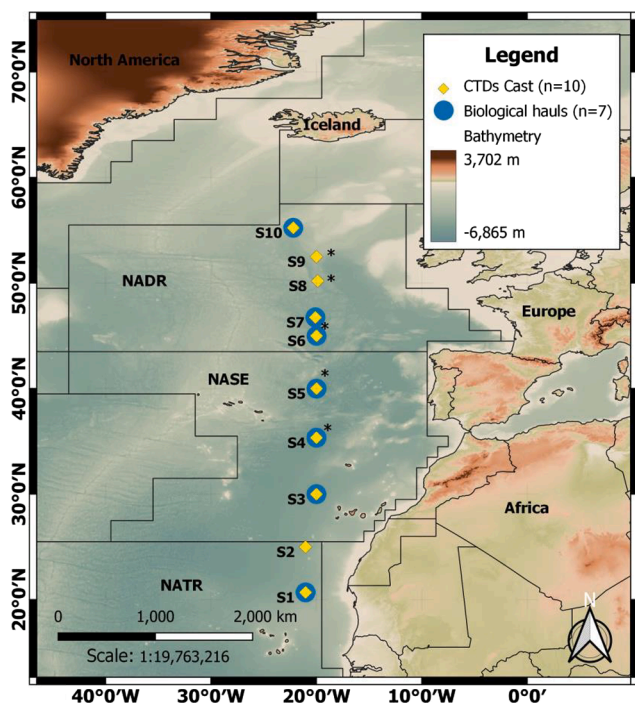 Legend
CTDs Cast (n=10)
Biological hauls (n=7)
Bathymetry
3,702 m
-6,865 m
North America
Iceland
Europe
Africa
NADR
NASE
NATR
S10
S9 *
S8 *
S7
S6 *
S5 *
S4 *
S3
S2
S1
0 1,000 2,000 km
Scale: 1:19,763,216
N
70°0'N
60°0'N
50°0'N
40°0'N
30°0'N
20°0'N
40°0'W 30°0'W 20°0'W 10°0'W 0°0'